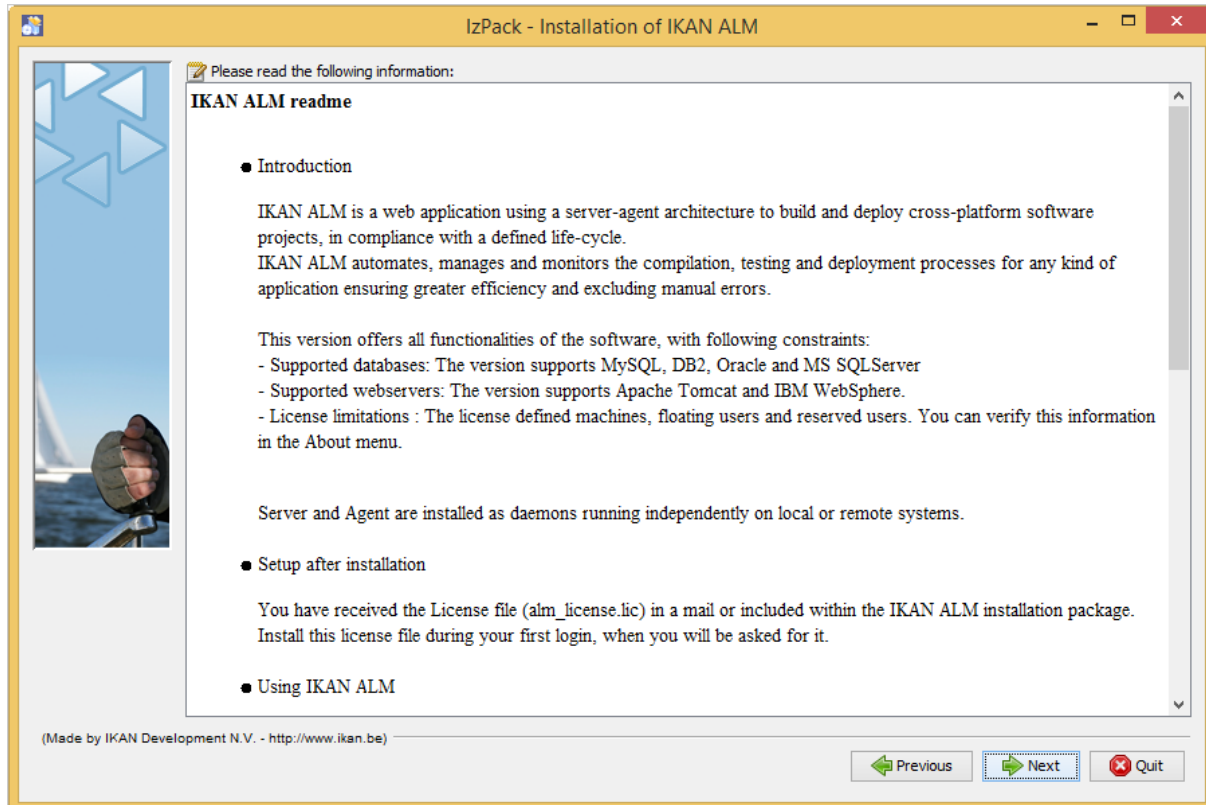 IzPack - Installation of IKAN ALM
Please read the following information:
IKAN ALM readme
Introduction
IKAN ALM is a web application using a server-agent architecture to build and deploy cross-platform software
projects, in compliance with a defined life-cycle.
IKAN ALM automates, manages and monitors the compilation, testing and deployment processes for any kind of
application ensuring greater efficiency and excluding manual errors.
This version offers all functionalities of the software, with following constraints:
- Supported databases: The version supports MySQL, DB2, Oracle and MS SQLServer
- Supported webservers: The version supports Apache Tomcat and IBM WebSphere.
- License limitations : The license defined machines, floating users and reserved users. You can verify this information
in the About menu.
Server and Agent are installed as daemons running independently on local or remote systems.
Setup after installation
You have received the License file (alm_license.lic) in a mail or included within the IKAN ALM installation package.
Install this license file during your first login, when you will be asked for it.
Using IKAN ALM
(Made by IKAN Development N.V. - http://www.ikan.be)
Previous
Next
Quit